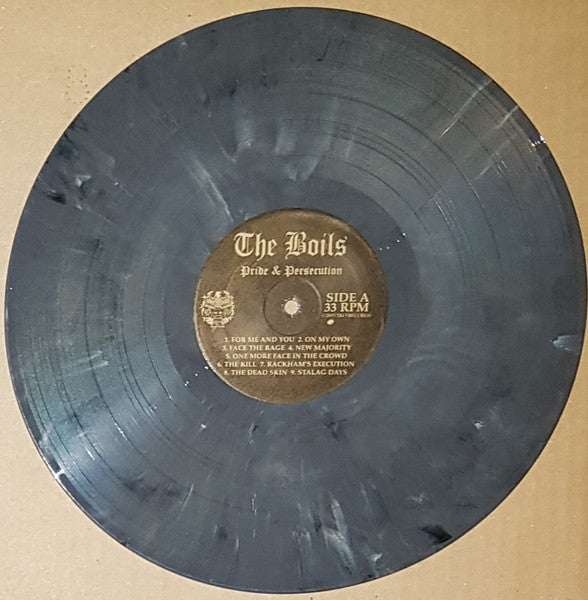 The Boils
Pride & Persecution
SIDE A
33 RPM
1. FOR ME AND YOU 2. ON MY OWN
3. FACE THE RAGE 4. NEW MAJORITY
5. ONE MORE FACE IN THE CROWD
6. THE KILL 7. RACKHAM'S EXECUTION
8. THE DEAD SKIN 9. STALAG DAYS